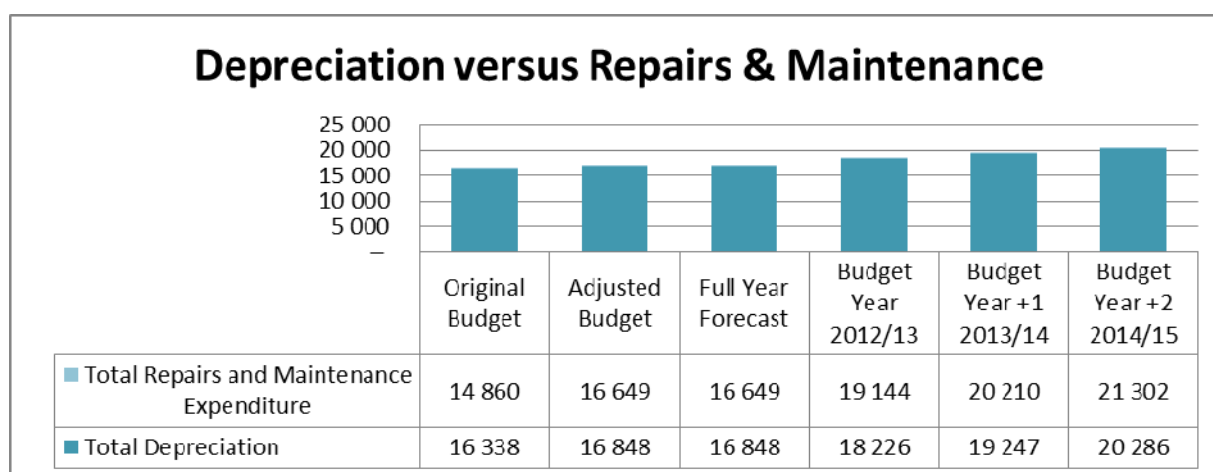 Depreciation versus Repairs & Maintenance
25 000
20 000
15 000
10 000
5 000
–
Original
Budget
Adjusted
Budget
Full Year
Forecast
Budget
Year
2012/13
Budget
Year +1
2013/14
Budget
Year +2
2014/15
Total Repairs and Maintenance
Expenditure
14 860 16 649 16 649 19 144 20 210 21 302
Total Depreciation 16 338 16 848 16 848 18 226 19 247 20 286